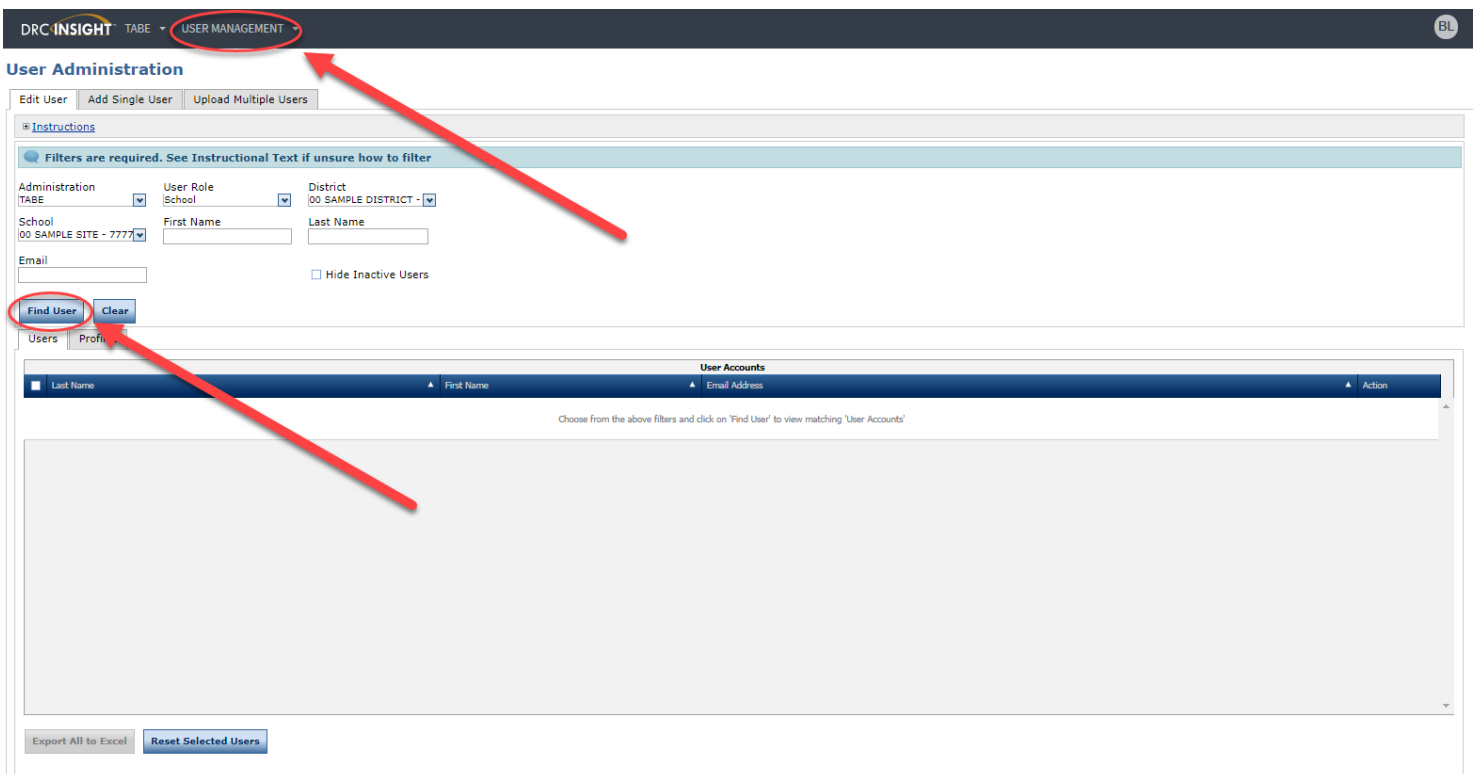 DRC INSIGHT TABE USER MANAGEMENT BL
User Administration
Edit User Add Single User Upload Multiple Users
Instructions
Filters are required. See Instructional Text if unsure how to filter
Administration User Role District
TABE School 00 SAMPLE DISTRICT -
School First Name Last Name
00 SAMPLE SITE - 7777
Email
Hide Inactive Users
Find User Clear
Users
User Accounts
Last Name First Name Email Address Action
Choose from the above filters and click on 'Find User' to view matching 'User Accounts'
Export All to Excel Reset Selected Users